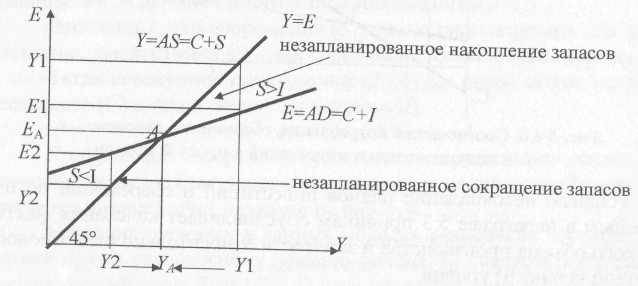 E
Y=E
Y=AS=C+S
незапланированное накопление запасов
Y1
S>I
E1
E=AD=C+I
E_A
A
E2
S<I
незапланированное сокращение запасов
Y2
45°
Y
Y2 Y_A Y1